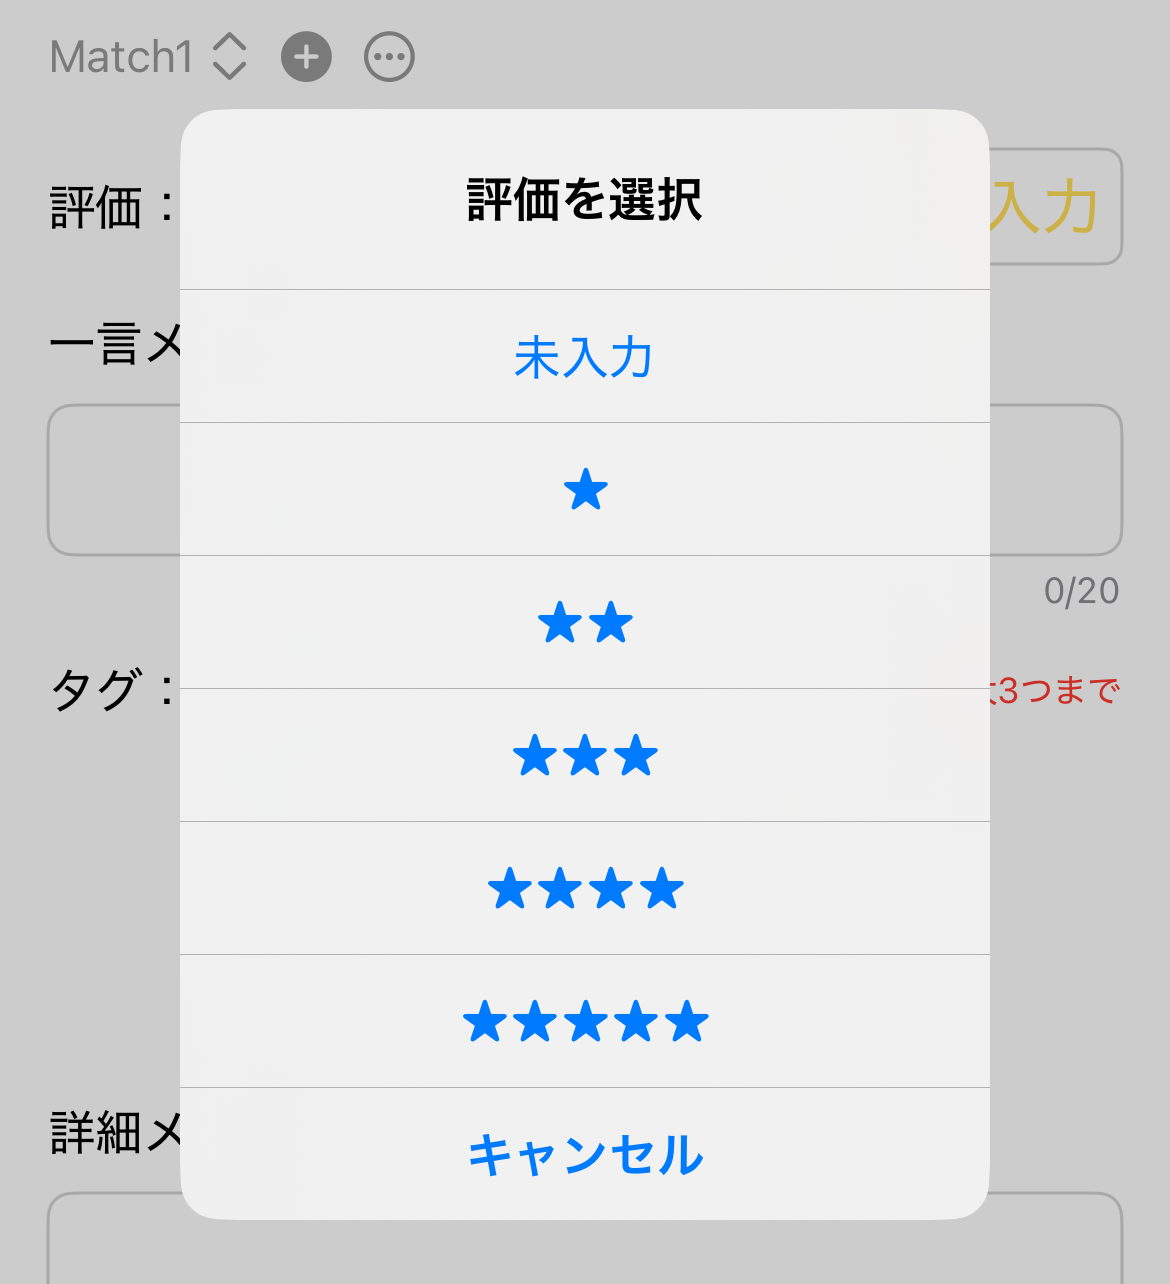 Match1
評価：
入力
評価を選択
一言メ
未入力
★
★★
0/20
タグ：
3つまで
★★★
★★★★
★★★★★
詳細メ
キャンセル